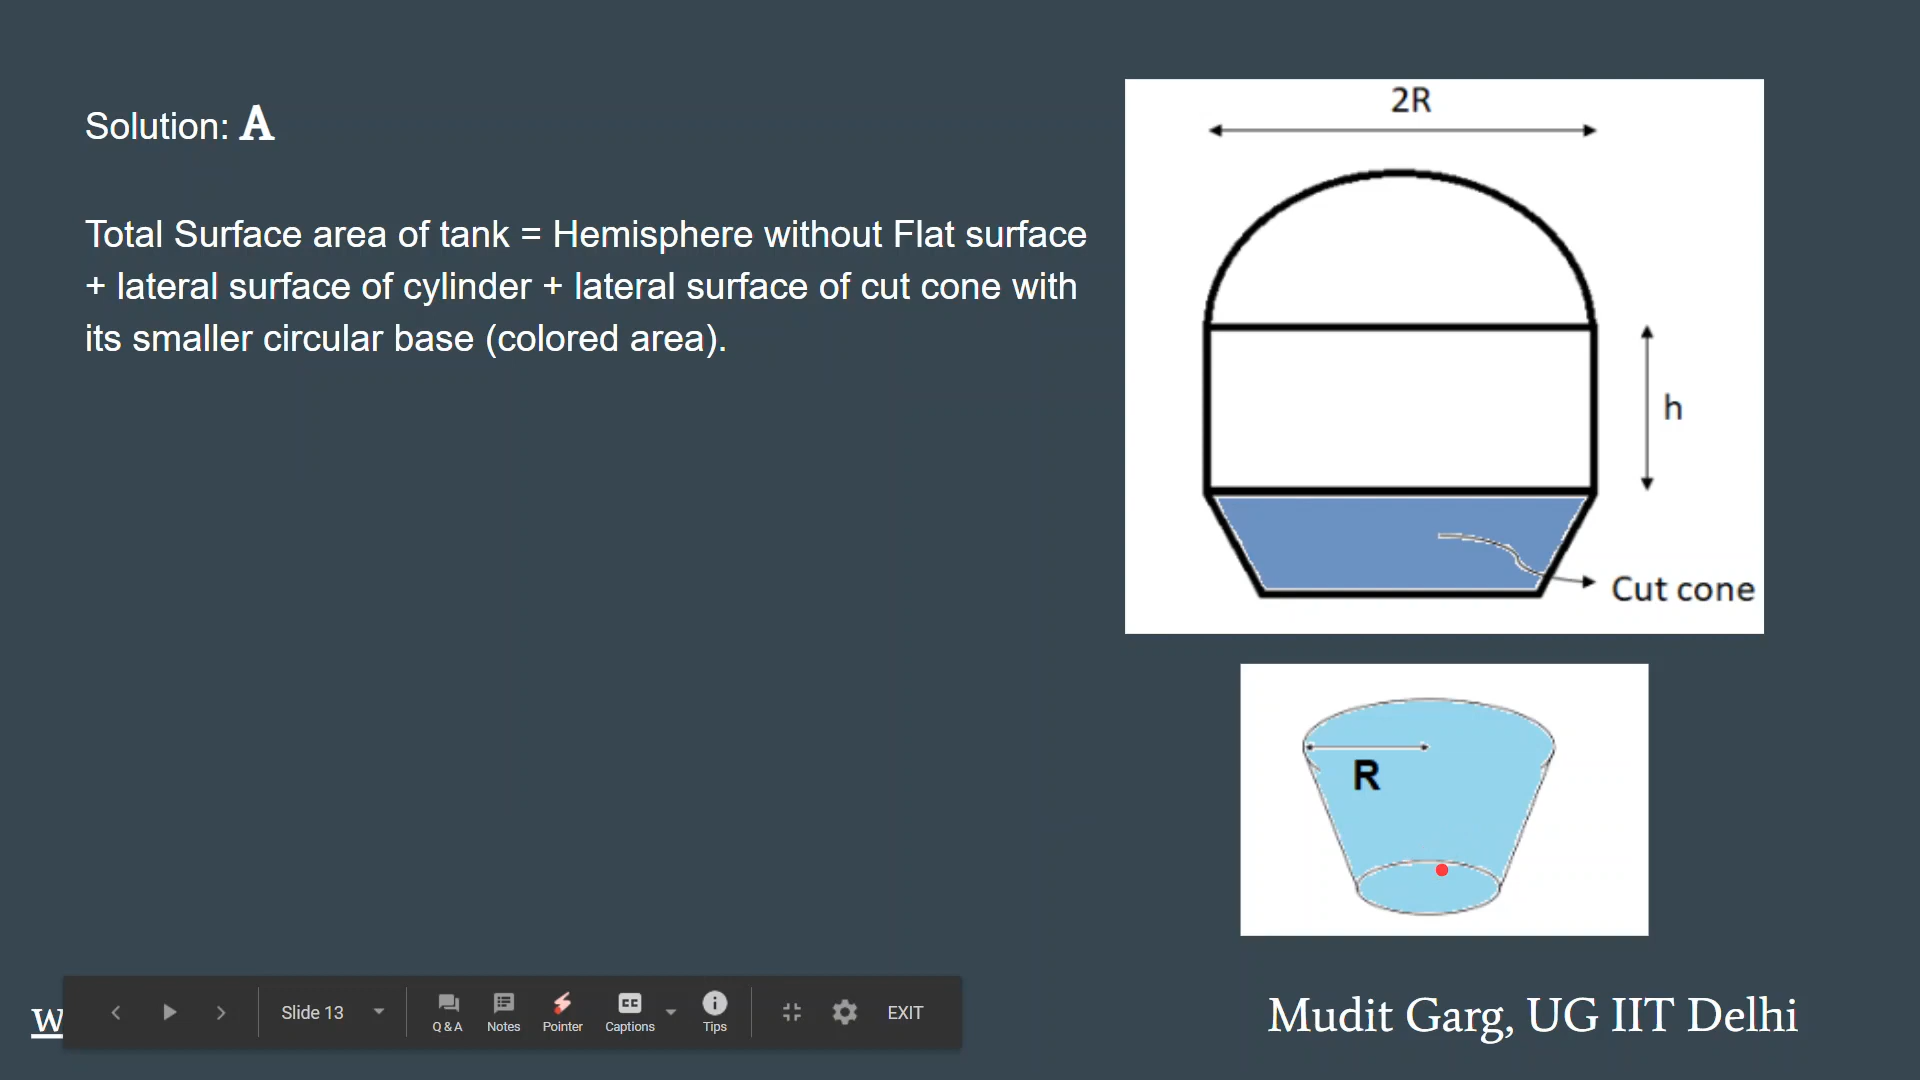 Solution: A
Total Surface area of tank = Hemisphere without Flat surface
+ lateral surface of cylinder + lateral surface of cut cone with
its smaller circular base (colored area).
2R
h
Cut cone
R
w
Slide 13
Q & A
Notes
Pointer
CC
Captions
Tips
EXIT
Mudit Garg, UG IIT Delhi